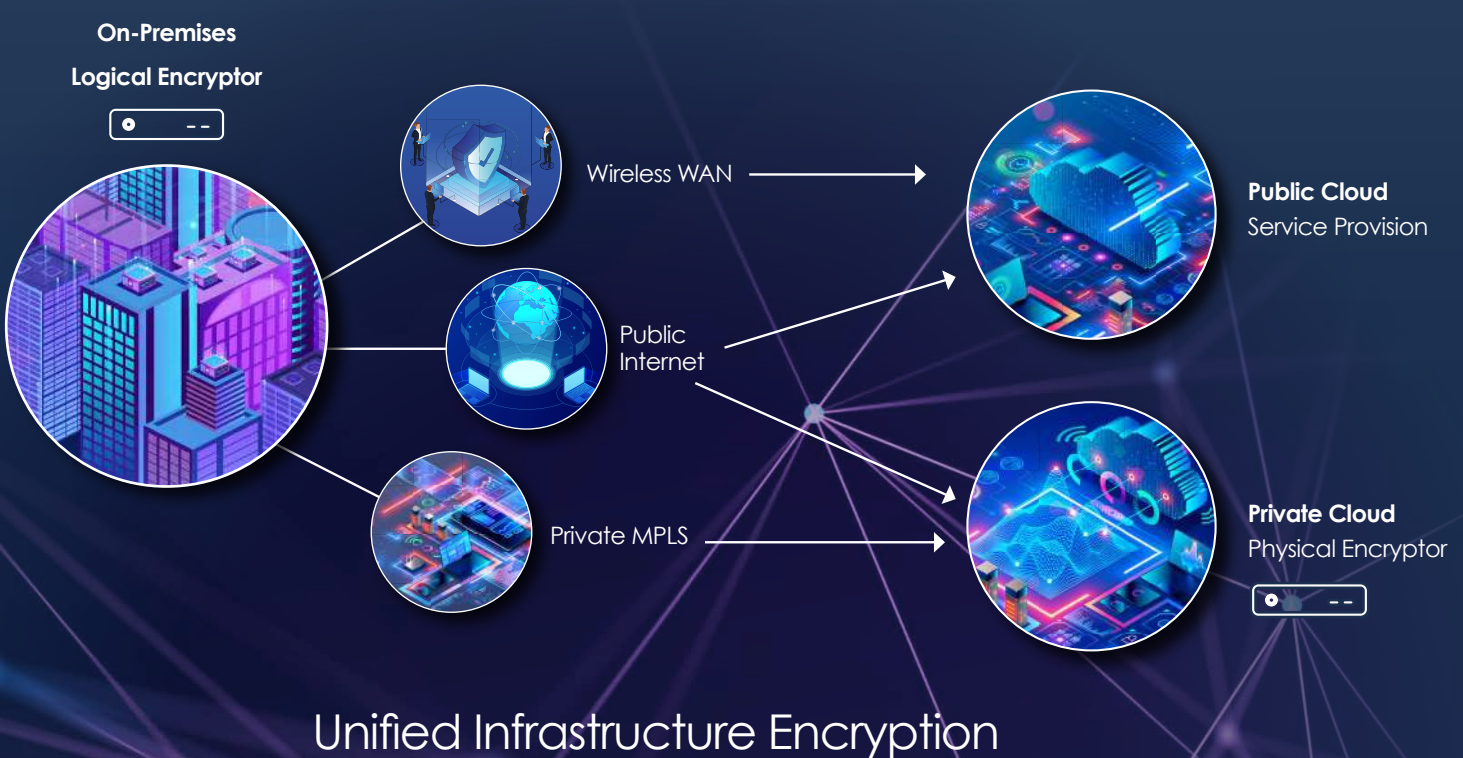 On-Premises
Logical Encryptor
Wireless WAN
Public Cloud
Service Provision
Public
Internet
Private MPLS
Private Cloud
Physical Encryptor
Unified Infrastructure Encryption